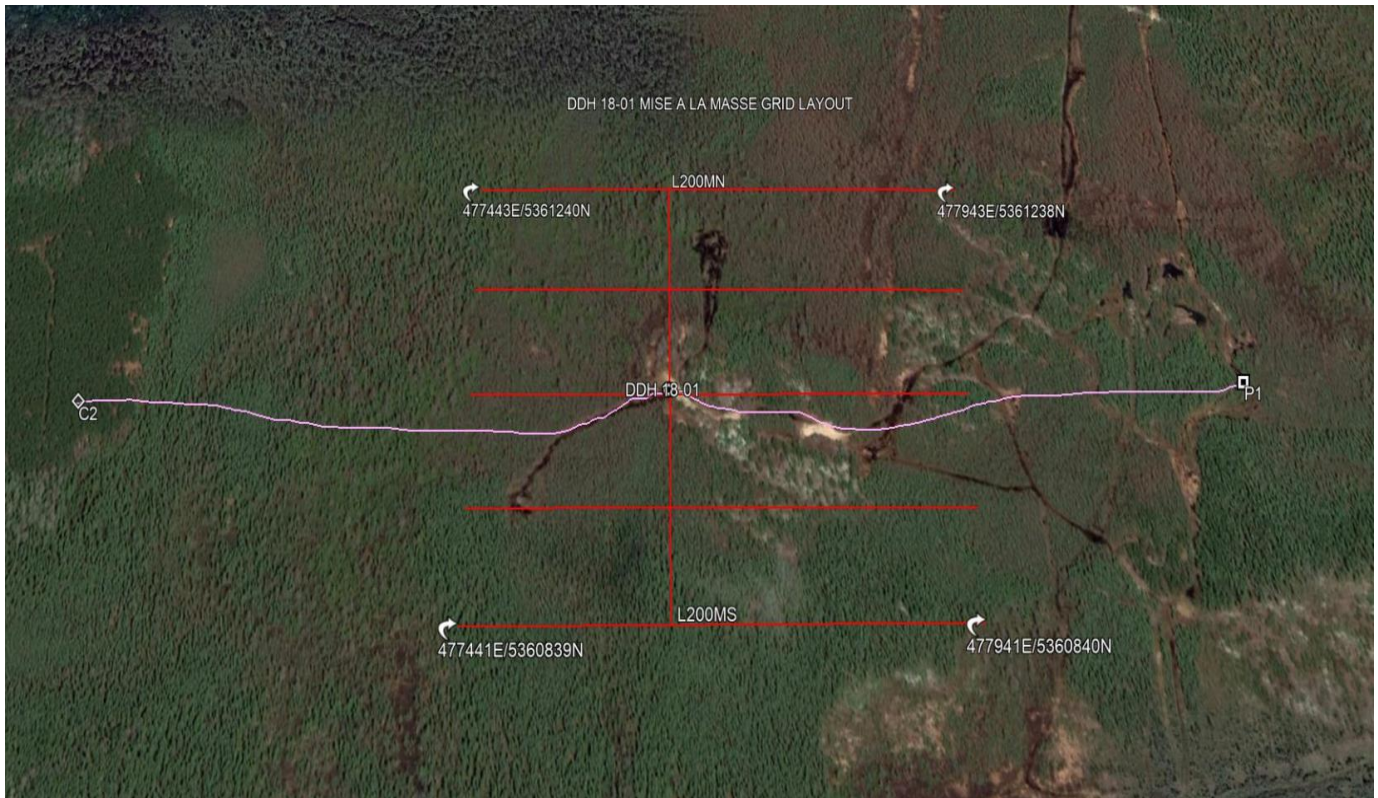 DDH 18-01 MISE A LA MASSE GRID LAYOUT
L200MN
477443E/5361240N
477943E/5361238N
DDH 18-01
C2
P1
L200MS
477441E/5360839N
477941E/5360840N